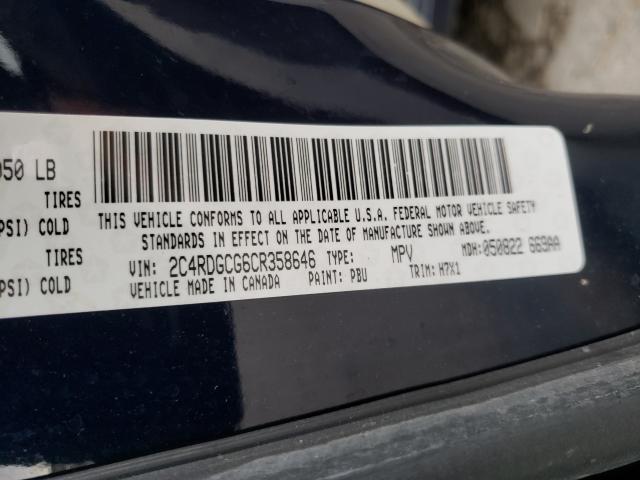 950 LB
TIRES
PSI) COLD
TIRES
PSI) COLD
THIS VEHICLE CONFORMS TO ALL APPLICABLE U.S.A. FEDERAL MOTOR VEHICLE SAFETY
STANDARDS IN EFFECT ON THE DATE OF MANUFACTURE SHOWN ABOVE.
VIN: 2C4RDGCG6CR358646 TYPE: MPV MDH:050822 669AA
VEHICLE MADE IN CANADA PAINT: PBU TRIM: H7X1